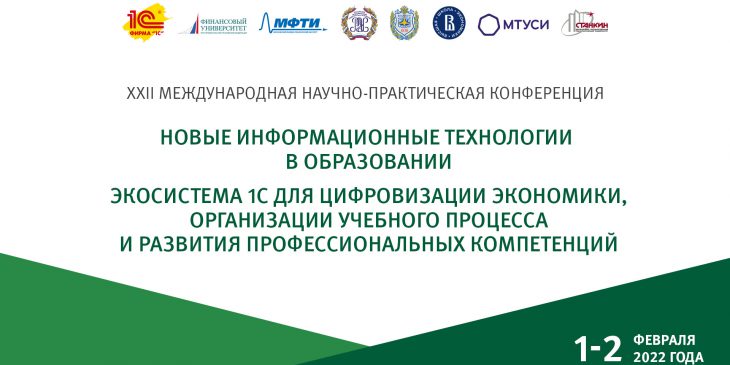 1С
ФИРМА "1С"
ФИНАНСОВЫЙ
УНИВЕРСИТЕТ
МФТИ
МТУСИ
СТАНКИН
XXII МЕЖДУНАРОДНАЯ НАУЧНО-ПРАКТИЧЕСКАЯ КОНФЕРЕНЦИЯ
НОВЫЕ ИНФОРМАЦИОННЫЕ ТЕХНОЛОГИИ
В ОБРАЗОВАНИИ
ЭКОСИСТЕМА 1С ДЛЯ ЦИФРОВИЗАЦИИ ЭКОНОМИКИ,
ОРГАНИЗАЦИИ УЧЕБНОГО ПРОЦЕССА
И РАЗВИТИЯ ПРОФЕССИОНАЛЬНЫХ КОМПЕТЕНЦИЙ
1-2 ФЕВРАЛЯ
2022 ГОДА